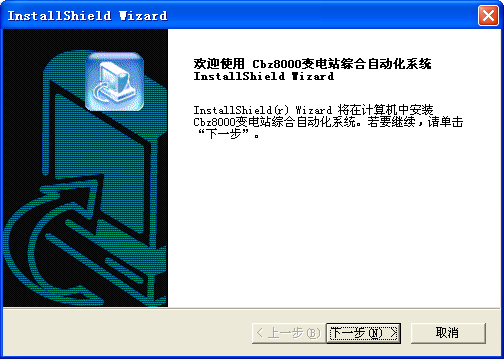 InstallShield Wizard
欢迎使用 Cbz8000变电站综合自动化系统
InstallShield Wizard
InstallShield(r) Wizard 将在计算机中安装
Cbz8000变电站综合自动化系统。若要继续，请单击
“下一步”。
< 上一步(B) 下一步(N) > 取消